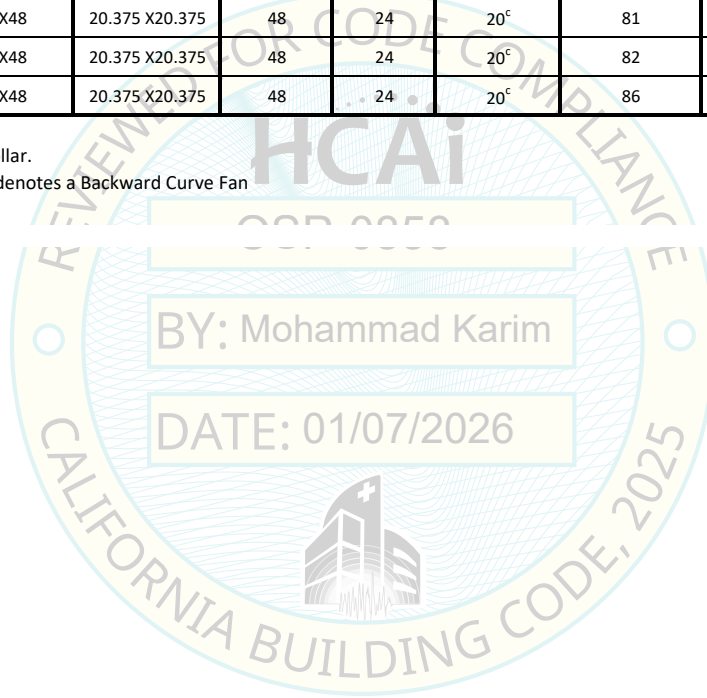 X48 20.375 X20.375 48 24 20ᶜ 81
X48 20.375 X20.375 48 24 20ᶜ 82
X48 20.375 X20.375 48 24 20ᶜ 86
llar.
denotes a Backward Curve Fan
REVIEWED FOR CODE COMPLIANCE
HCAi
BY: Mohammad Karim
DATE: 01/07/2026
CALIFORNIA BUILDING CODE, 2025